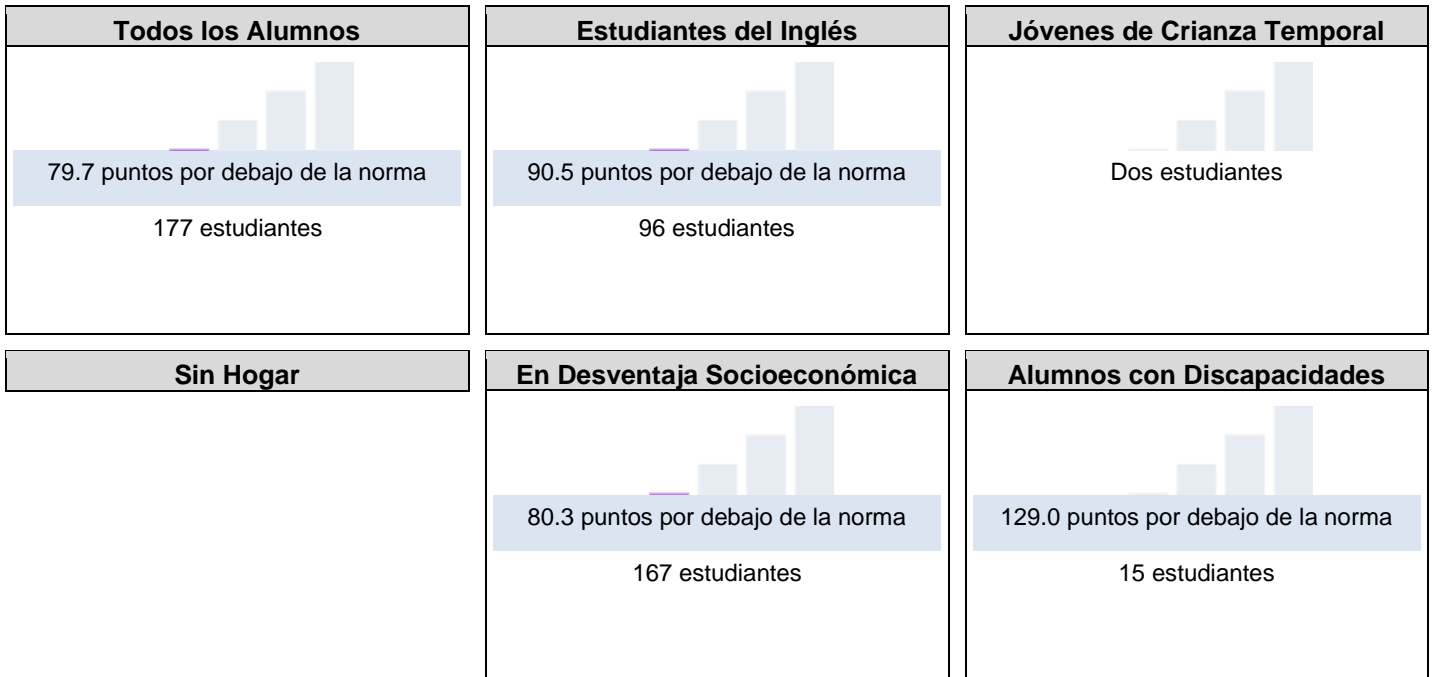 Todos los Alumnos
79.7 puntos por debajo de la norma
177 estudiantes
Estudiantes del Inglés
90.5 puntos por debajo de la norma
96 estudiantes
Jóvenes de Crianza Temporal
Dos estudiantes
Sin Hogar
En Desventaja Socioeconómica
80.3 puntos por debajo de la norma
167 estudiantes
Alumnos con Discapacidades
129.0 puntos por debajo de la norma
15 estudiantes